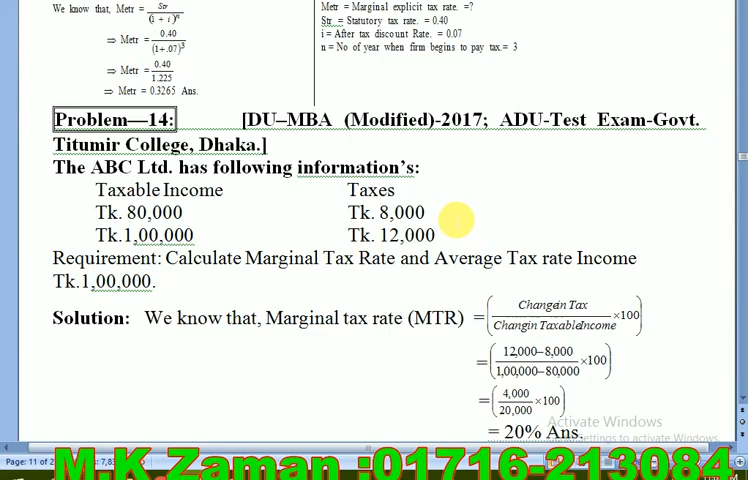 We know that, Metr = Str / (1 + i)ⁿ
⇒ Metr = 0.40 / (1+.07)³
⇒ Metr = 0.40 / 1.225
⇒ Metr = 0.3265 Ans.
Metr = Marginal explicit tax rate. =?
Str = Statutory tax rate. = 0.40
i = After tax discount Rate. = 0.07
n = No of year when firm begins to pay tax.= 3
Problem—14: [DU–MBA (Modified)-2017; ADU-Test Exam-Govt.
Titumir College, Dhaka.]
The ABC Ltd. has following information's:
Taxable Income Taxes
Tk. 80,000 Tk. 8,000
Tk.1,00,000 Tk. 12,000
Requirement: Calculate Marginal Tax Rate and Average Tax rate Income
Tk.1,00,000.
Solution: We know that, Marginal tax rate (MTR) = (Changein Tax / Changin TaxableIncome ×100)
= (12,000–8,000 / 1,00,000–80,000 ×100)
= (4,000 / 20,000 ×100)
= 20% Ans.
Activate Windows
settings to activate Windows.
Page: 11 of 2
M.K Zaman :01716-213084